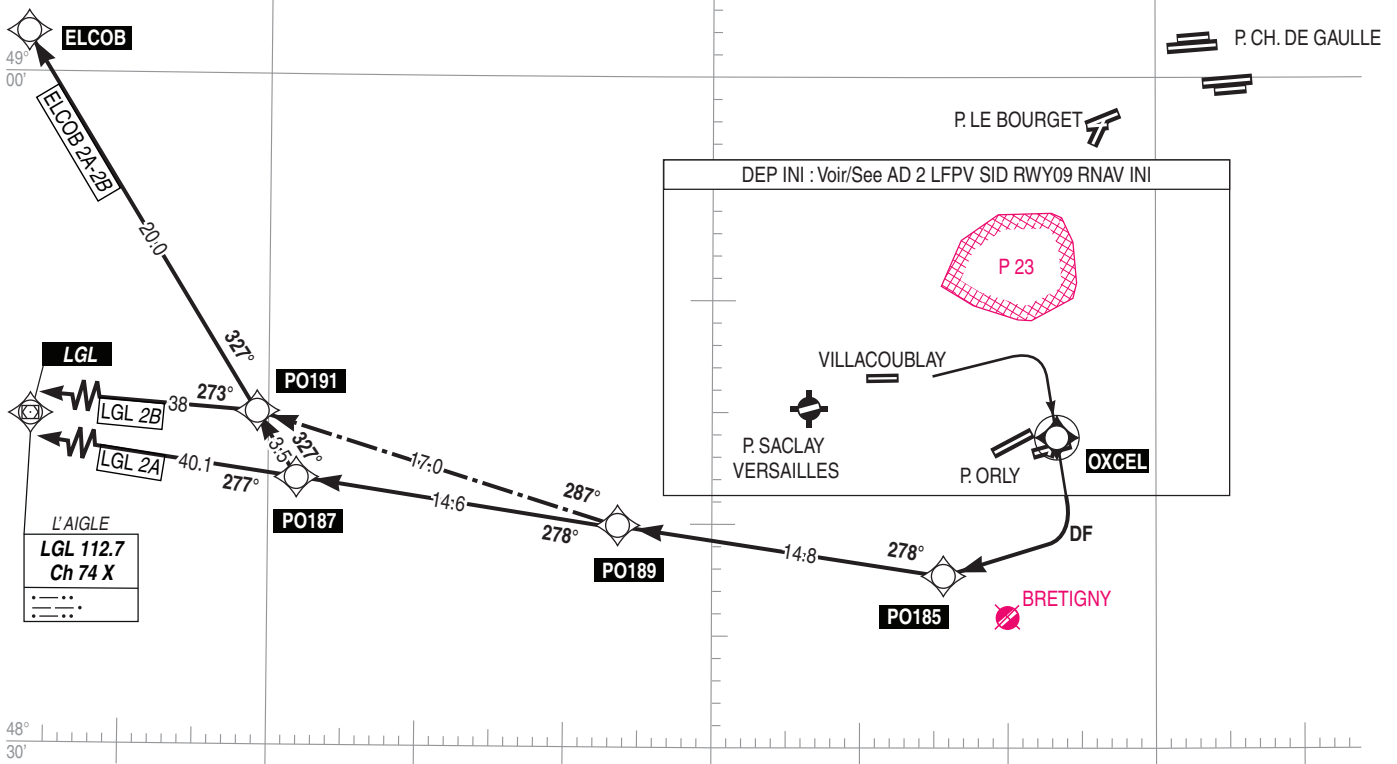 ELCOB
P. CH. DE GAULLE
49°
00'
P. LE BOURGET
ELCOB 2A-2B
DEP INI : Voir/See AD 2 LFPV SID RWY09 RNAV INI
P 23
20.0
327°
LGL
VILLACOUBLAY
PO191
273°
38
LGL 2B
P. SACLAY
VERSAILLES
P. ORLY
OXCEL
3.5
327°
17.0
LGL 2A
40.1
277°
PO187
14.6
287°
278°
PO189
14.8
278°
DF
PO185
BRETIGNY
L'AIGLE
LGL 112.7
Ch 74 X
48°
30'